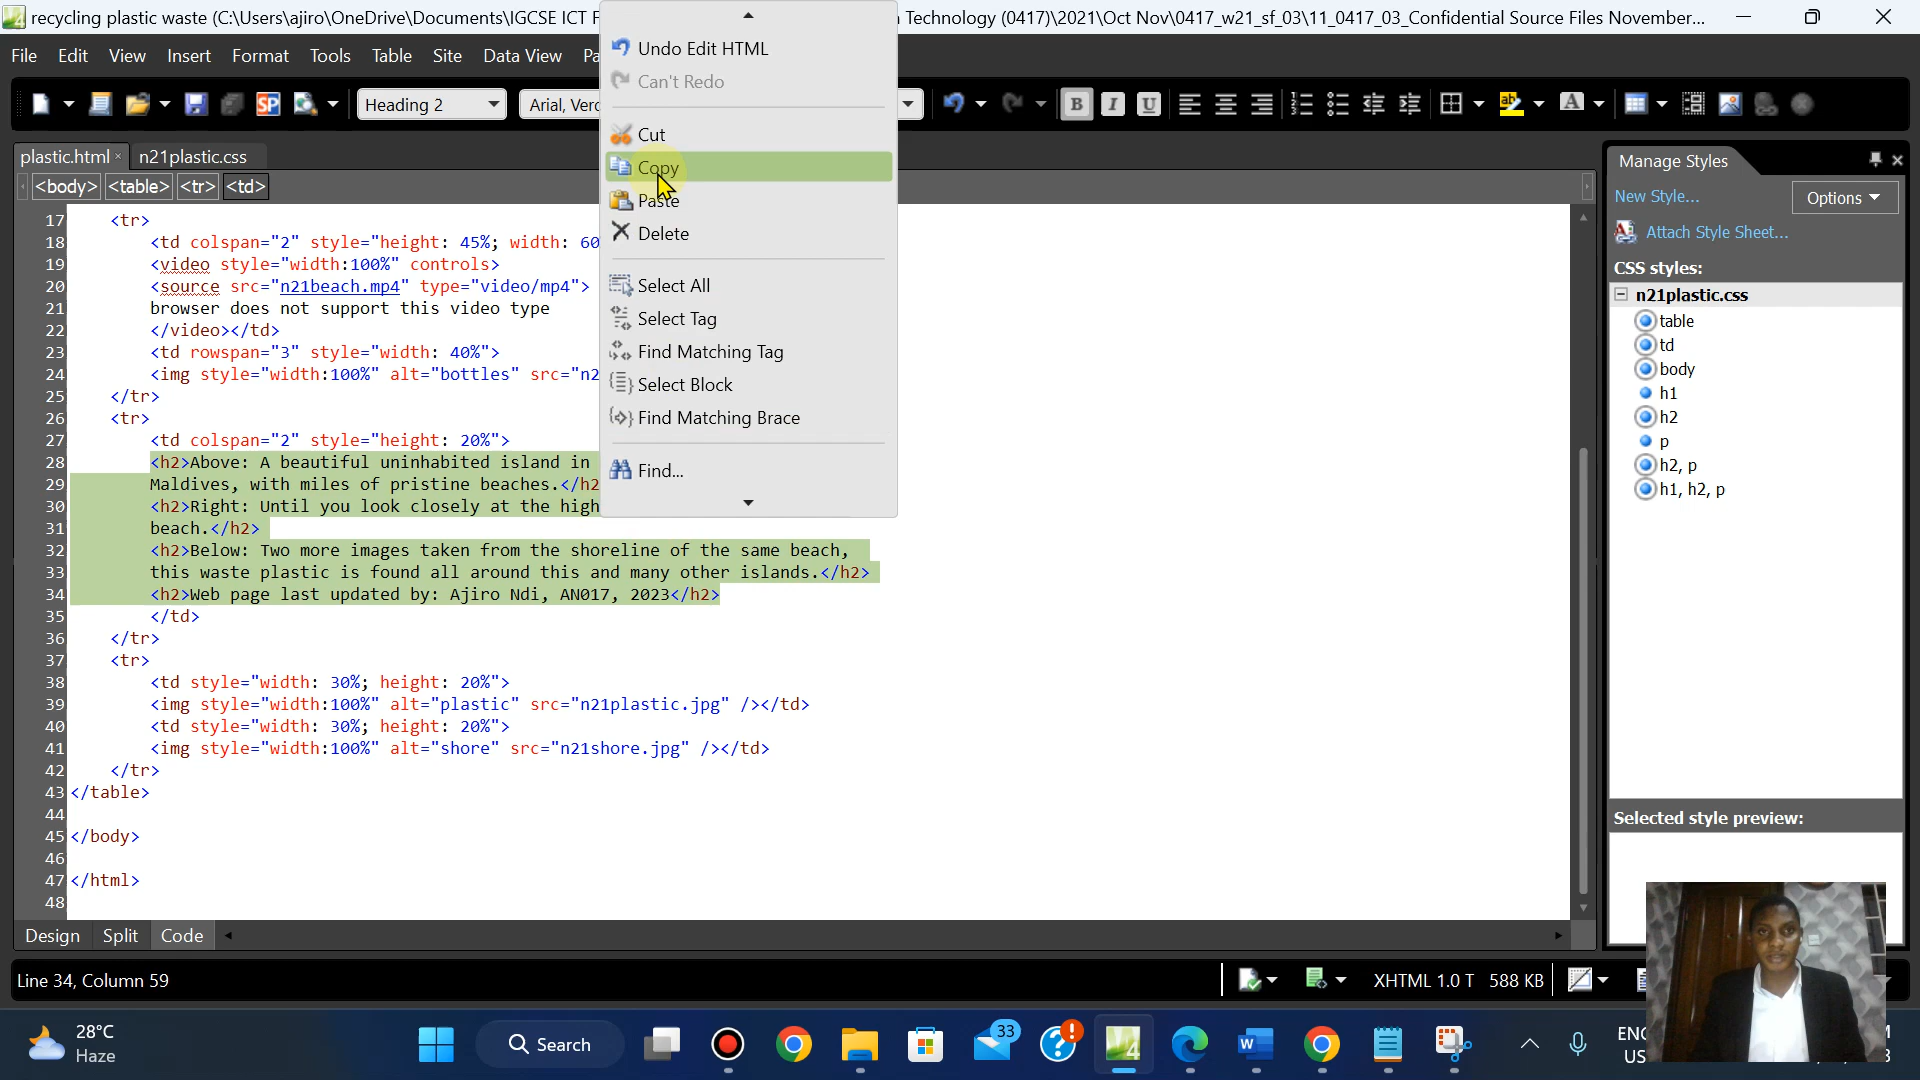 recycling plastic waste (C:\Users\ajiro\OneDrive\Documents\IGCSE ICT F
Technology (0417)\2021\Oct Nov\0417_w21_sf_03\11_0417_03_Confidential Source Files November...
File Edit View Insert Format Tools Table Site Data View Pa
Heading 2
Arial, Verd
plastic.html
n21plastic.css
<body> <table> <tr> <td>
Undo Edit HTML
Can't Redo
Cut
Copy
Paste
Delete
Select All
Select Tag
Find Matching Tag
Select Block
Find Matching Brace
Find...
17 <tr>
18 <td colspan="2" style="height: 45%; width: 60
19 <video style="width:100%" controls>
20 <source src="n21beach.mp4" type="video/mp4">
21 browser does not support this video type
22 </video></td>
23 <td rowspan="3" style="width: 40%">
24 <img style="width:100%" alt="bottles" src="n2
25 </tr>
26 <tr>
27 <td colspan="2" style="height: 20%">
28 <h2>Above: A beautiful uninhabited island in
29 Maldives, with miles of pristine beaches.</h2
30 <h2>Right: Until you look closely at the high
31 beach.</h2>
32 <h2>Below: Two more images taken from the shoreline of the same beach,
33 this waste plastic is found all around this and many other islands.</h2>
34 <h2>Web page last updated by: Ajiro Ndi, AN017, 2023</h2>
35 </td>
36 </tr>
37 <tr>
38 <td style="width: 30%; height: 20%">
39 <img style="width:100%" alt="plastic" src="n21plastic.jpg" /></td>
40 <td style="width: 30%; height: 20%">
41 <img style="width:100%" alt="shore" src="n21shore.jpg" /></td>
42 </tr>
43 </table>
44
45 </body>
46
47 </html>
48
Manage Styles
New Style...
Options
Attach Style Sheet...
CSS styles:
n21plastic.css
table
td
body
h1
h2
p
h2, p
h1, h2, p
Selected style preview:
Design Split Code
Line 34, Column 59
XHTML 1.0 T 588 KB
28°C
Haze
Search
33
ENG
US